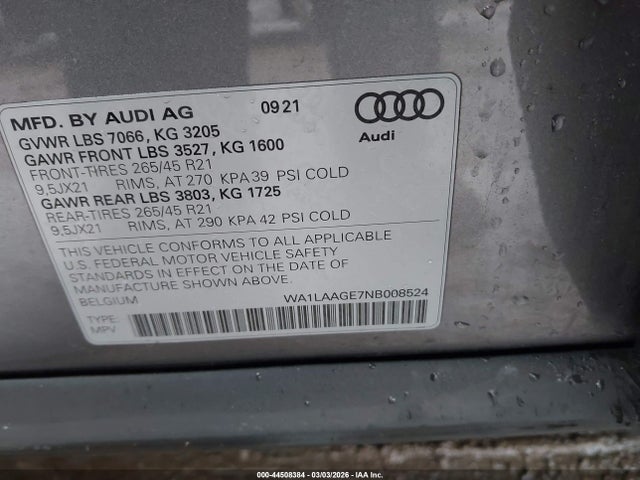 MFD. BY AUDI AG 09 21
GVWR LBS 7066, KG 3205
GAWR FRONT LBS 3527, KG 1600
FRONT-TIRES 265/45 R21
9,5JX21 RIMS, AT 270 KPA 39 PSI COLD
GAWR REAR LBS 3803, KG 1725
REAR-TIRES 265/45 R21
9,5JX21 RIMS, AT 290 KPA 42 PSI COLD
Audi
THIS VEHICLE CONFORMS TO ALL APPLICABLE
U.S. FEDERAL MOTOR VEHICLE SAFETY
STANDARDS IN EFFECT ON THE DATE OF
MANUFACTURE SHOWN ABOVE.
BELGIUM WA1LAAGE7NB008524
TYPE
MPV
000-44508384 | 03/03/2026 | IAA Inc.